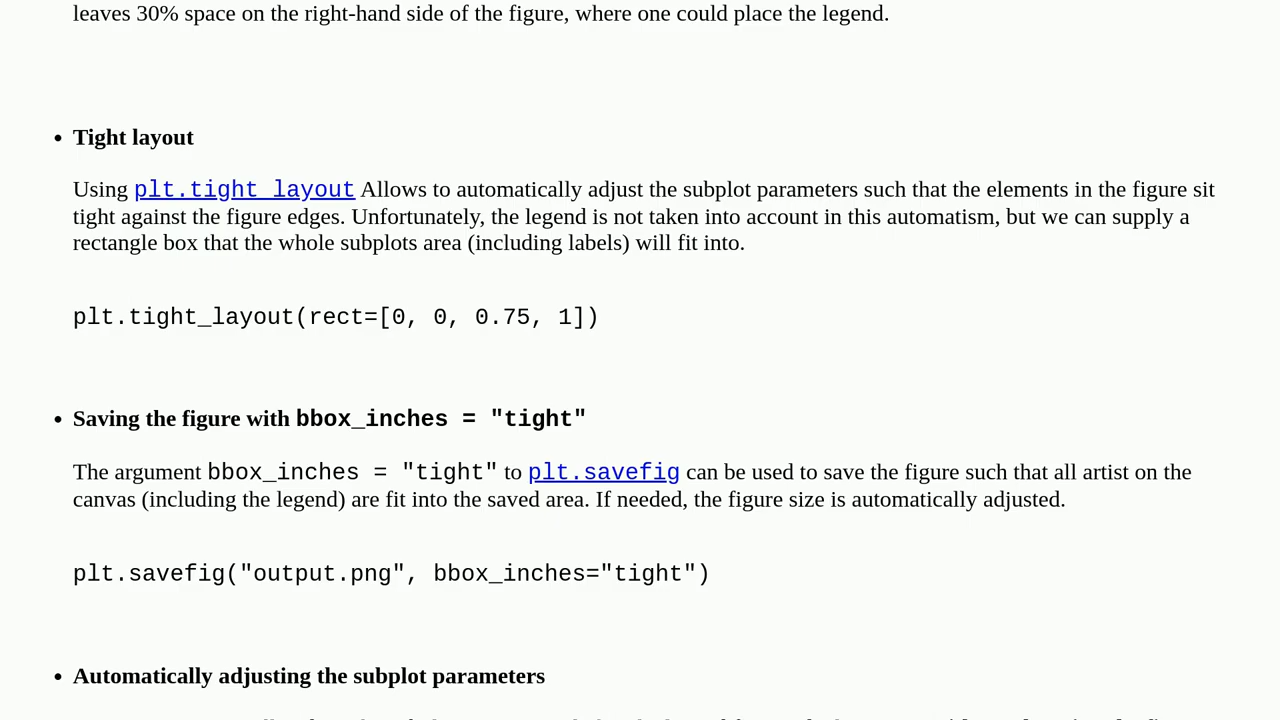 leaves 30% space on the right-hand side of the figure, where one could place the legend.
• Tight layout
Using plt.tight_layout Allows to automatically adjust the subplot parameters such that the elements in the figure sit
tight against the figure edges. Unfortunately, the legend is not taken into account in this automatism, but we can supply a
rectangle box that the whole subplots area (including labels) will fit into.
plt.tight_layout(rect=[0, 0, 0.75, 1])
• Saving the figure with bbox_inches = "tight"
The argument bbox_inches = "tight" to plt.savefig can be used to save the figure such that all artist on the
canvas (including the legend) are fit into the saved area. If needed, the figure size is automatically adjusted.
plt.savefig("output.png", bbox_inches="tight")
• Automatically adjusting the subplot parameters